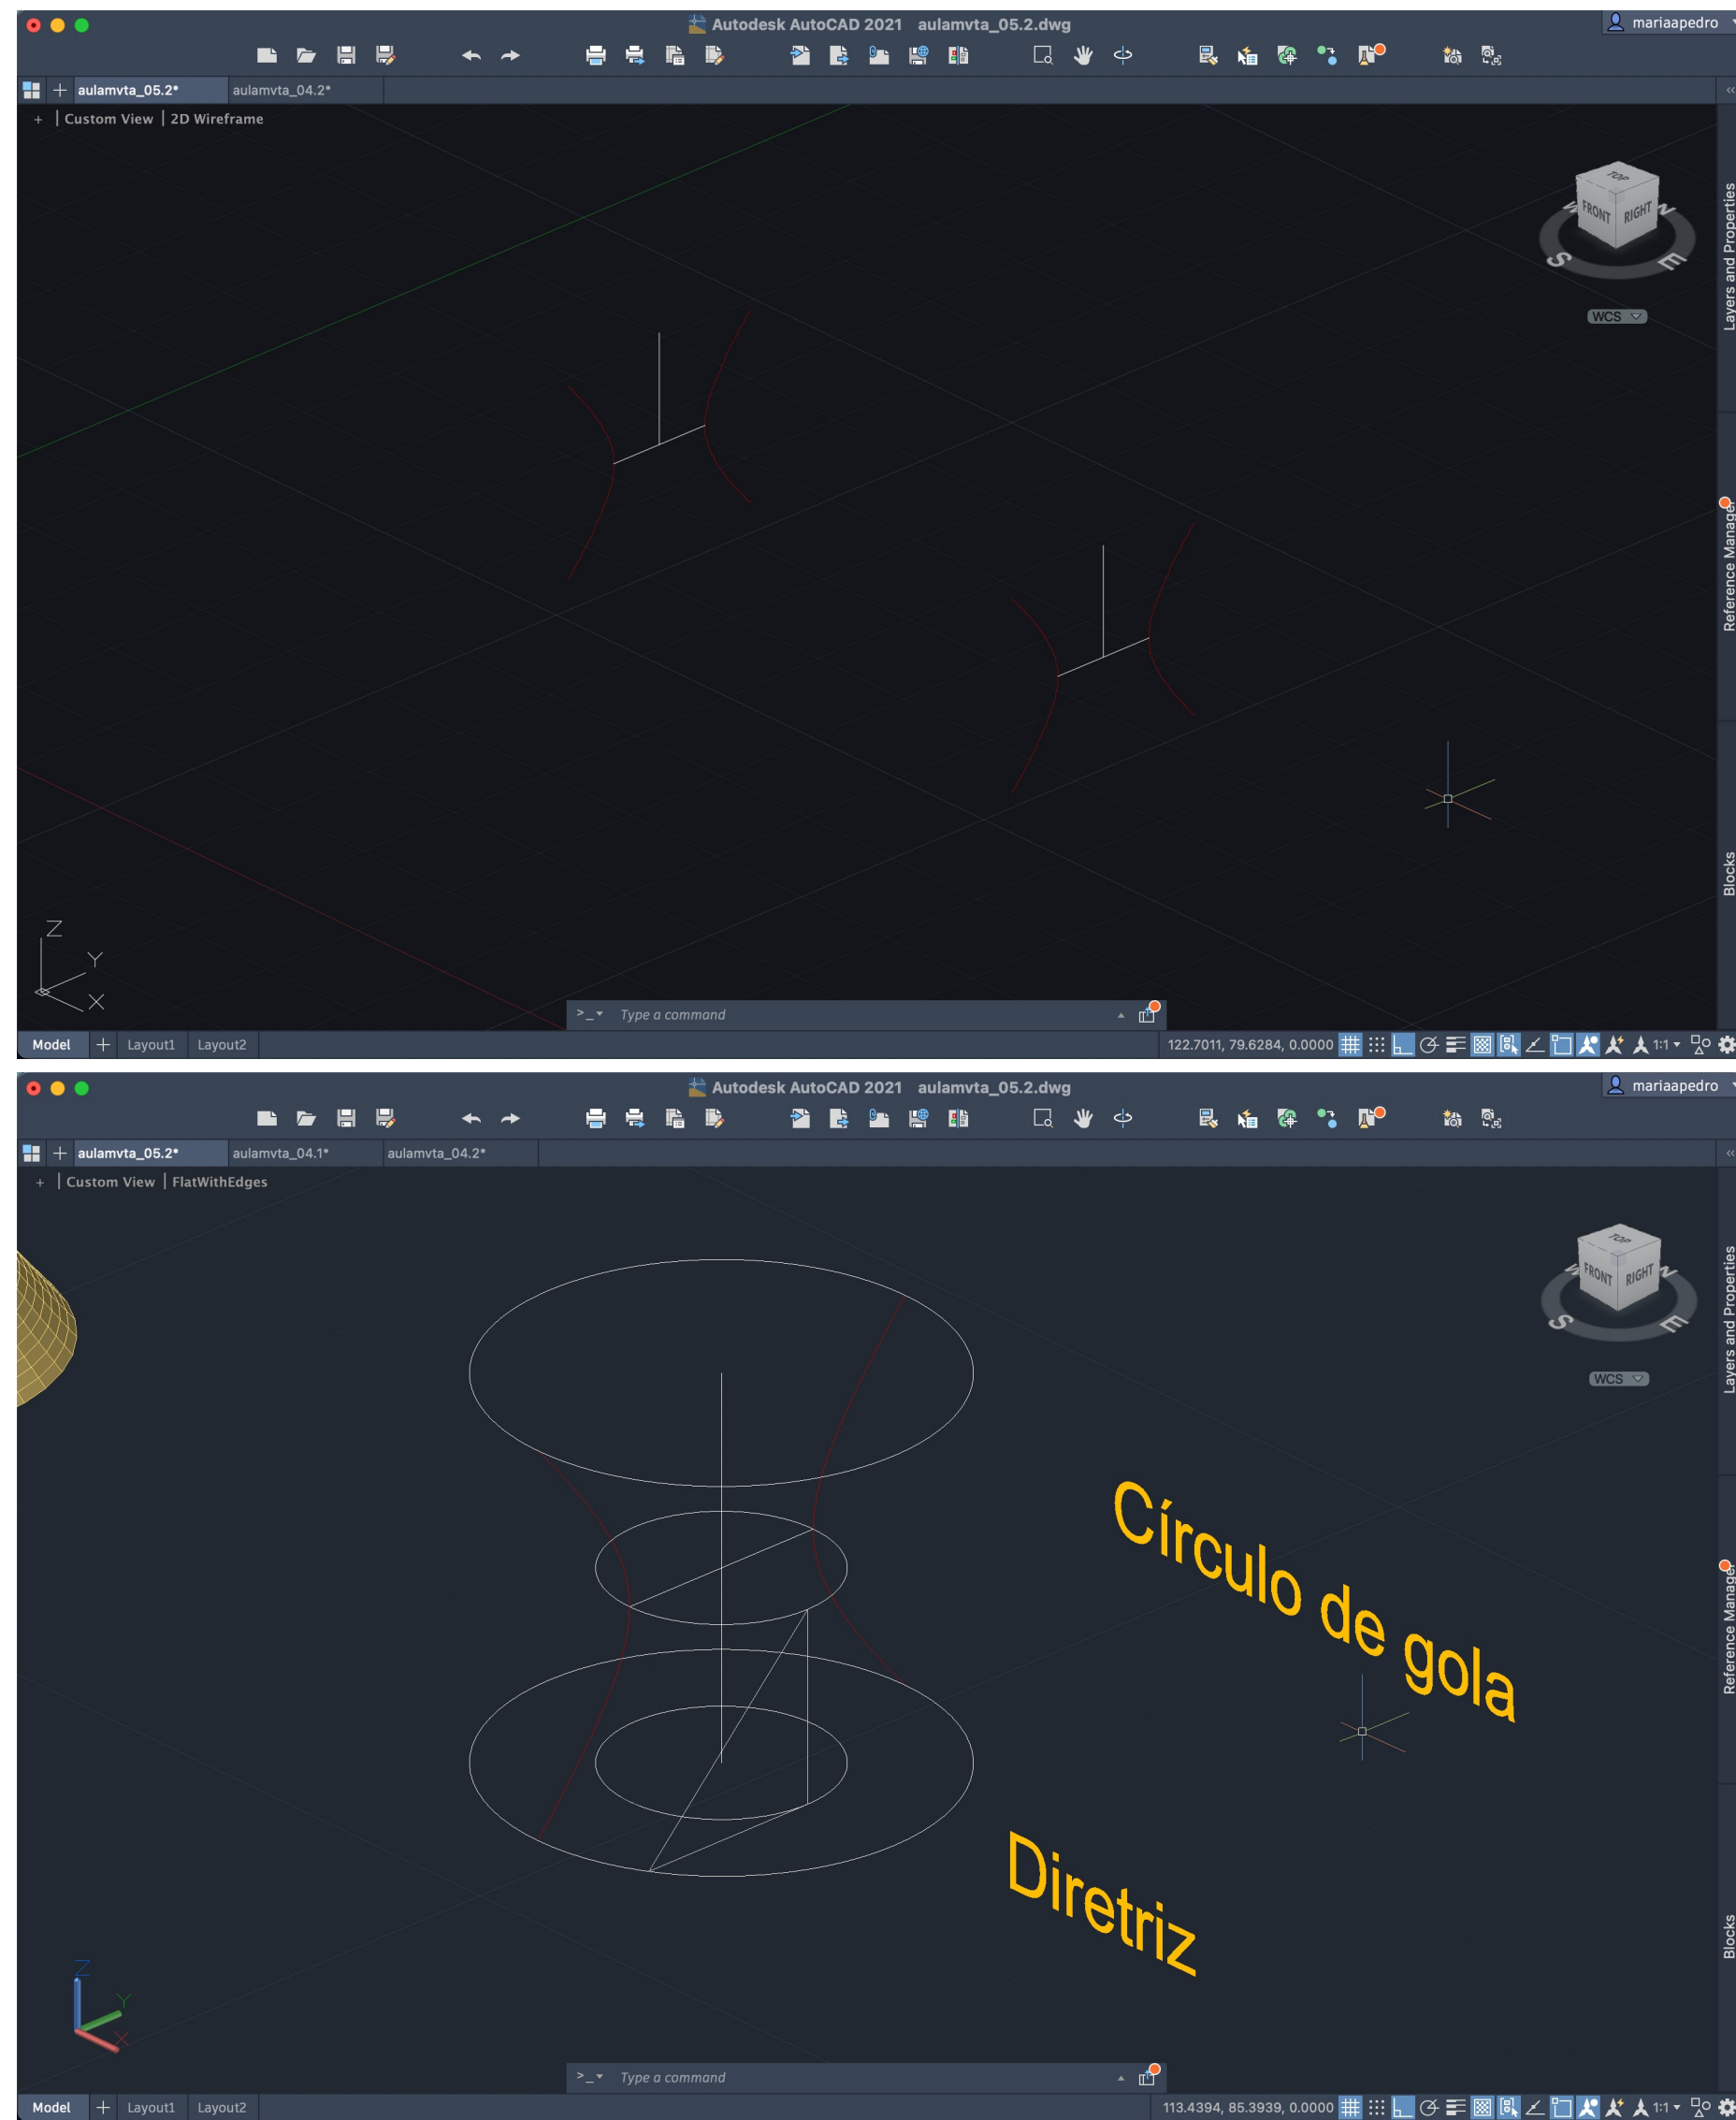 Autodesk AutoCAD 2021 aulamvta_05.2.dwg
mariaapedro
aulamvta_05.2* aulamvta_04.2*
+ | Custom View | 2D Wireframe
TOP
FRONT RIGHT
W N
S E
WCS
Layers and Properties
Reference Manager
Blocks
Z
Y
X
>_ Type a command
Model + Layout1 Layout2
122.7011, 79.6284, 0.0000 1:1
Autodesk AutoCAD 2021 aulamvta_05.2.dwg
mariaapedro
aulamvta_05.2* aulamvta_04.1* aulamvta_04.2*
+ | Custom View | FlatWithEdges
TOP
FRONT RIGHT
W N
S E
WCS
Layers and Properties
Círculo de gola
Reference Manager
Diretriz
Blocks
Z
Y
X
>_ Type a command
Model + Layout1 Layout2
113.4394, 85.3939, 0.0000 1:1